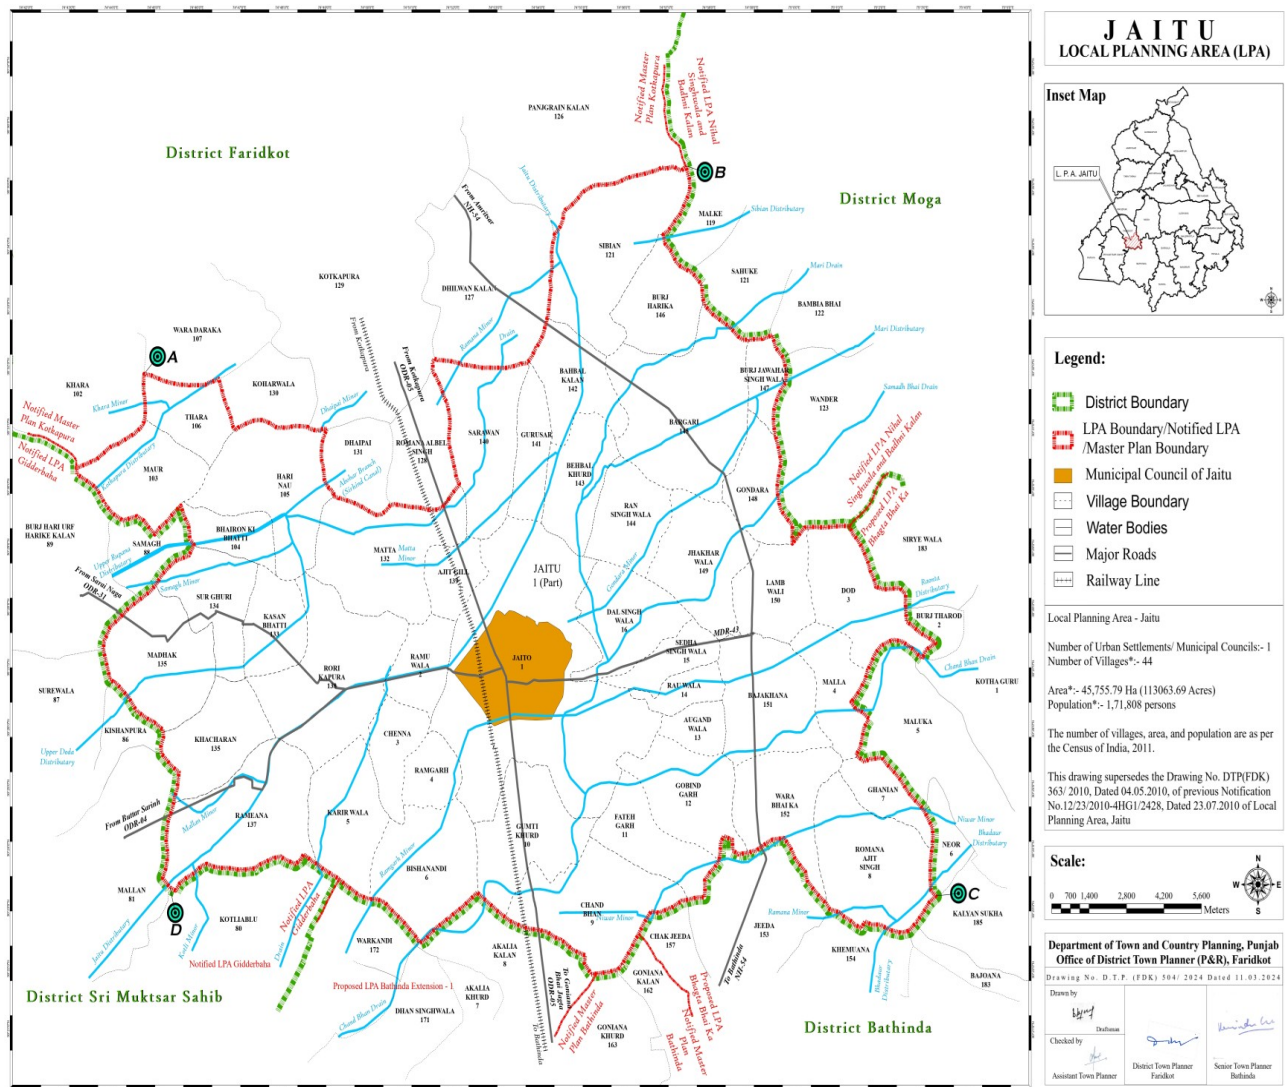 JAITU
LOCAL PLANNING AREA (LPA)
Inset Map
L. P. A. JAITU
Legend:
District Boundary
LPA Boundary/Notified LPA
/Master Plan Boundary
Municipal Council of Jaitu
Village Boundary
Water Bodies
Major Roads
Railway Line
Local Planning Area - Jaitu
Number of Urban Settlements/ Municipal Councils:- 1
Number of Villages*:- 44
Area*:- 45,755.79 Ha (113063.69 Acres)
Population*:- 1,71,808 persons
The number of villages, area, and population are as per
the Census of India, 2011.
This drawing supersedes the Drawing No. DTP(FDK)
363/ 2010, Dated 04.05.2010, of previous Notification
No.12/23/2010-4HG1/2428, Dated 23.07.2010 of Local
Planning Area, Jaitu
Scale:
0 700 1,400 2,800 4,200 5,600
Meters
N
W E
S
Department of Town and Country Planning, Punjab
Office of District Town Planner (P&R), Faridkot
Drawing No. D.T.P. (FDK) 504/ 2024 Dated 11.03.2024
Drawn by
Draftsman
Checked by
Assistant Town Planner
District Town Planner
Faridkot
Senior Town Planner
Bathinda
District Faridkot
District Moga
District Sri Muktsar Sahib
District Bathinda
A
B
C
D
PANJGRAIN KALAN
126
Notified Master
Plan Kotkapura
Notified LPA Nihal
Singhwala and
Badhni Kalan
Jaitu Distributary
From Amritsar
NH-54
MALKE
119
Sibian Distributary
SIBIAN
121
KOTKAPURA
129
DHILWAN KALAN
127
SAHUKE
121
Mari Drain
BURJ
HARIKA
146
BAMBIA BHAI
122
WARA DARAKA
107
From Kotkapura
Ramana Minor
Drain
Mari Distributary
From Kotkapura
ODR-05
KHARA
102
KOHARWALA
130
BAHBAL
KALAN
142
BURJ JAWAHAR
SINGH WALA
147
Samadh Bhai Drain
Khara Minor
Dhaipai Minor
WANDER
123
Notified Master
Plan Kotkapura
THARA
106
DHAIPAI
131
ROMANA ALBEL
SINGH
128
SARAWAN
140
GURUSAR
141
BARGARI
Notified LPA Nihal
Singhwala and Badhni Kalan
Notified LPA
Gidderbaha
Kotkapura Distributary
MAUR
103
HARI
NAU
105
Abohar Branch
(Sirhind Canal)
BEHBAL
KHURD
143
GONDARA
148
Proposed LPA
Bhagta Bhai Ka
RAN
SINGH WALA
144
BURJ HARI URF
HARIKE KALAN
89
SAMAGH
88
BHAIRON KI
BHATTI
104
MATTA
132
Matta
Minor
JAITU
1 (Part)
JHAKHAR
WALA
149
SIRYE WALA
183
Upper Rupana
Distributary
Samagh Minor
AJIT GILL
Gondara Minor
LAMB
WALI
150
DOD
3
Raunta
Distributary
From Sarai Naga
ODR-31
SUR GHURI
134
KASAN
BHATTI
133
DAL SINGH
WALA
16
MDR-43
BURJ THAROD
2
MADHAK
135
JAITO
1
SEDHA
SINGH WALA
15
RORI
KAPURA
RAMU
WALA
2
RAU WALA
14
Chand Bhan Drain
SUREWALA
87
MALLA
4
KOTHA GURU
1
BAJAKHANA
151
KISHANPURA
86
KHACHARAN
135
CHENNA
3
AUGAND
WALA
13
MALUKA
5
Upper Doda
Distributary
RAMGARH
4
GOBIND
GARH
12
GHANIAN
7
From Buttar Sarinh
ODR-04
Mallan Minor
RAMEANA
137
KARIR WALA
5
WARA
BHAI KA
152
Niwar Minor
GUMTI
KHURD
10
FATEH
GARH
11
Bhadaur
Distributary
NEOR
6
Ramgarh Minor
BISHANANDI
6
ROMANA
AJIT
SINGH
8
MALLAN
81
Notified LPA
Gidderbaha
CHAND
BHAN
9
Niwar Minor
Ramana Minor
KALYAN SUKHA
185
KOTLIABLU
80
Kotli Minor
JEEDA
153
Jaitu Distributary
Drain
WARKANDI
172
AKALIA
KALAN
8
CHAK JEEDA
157
KHEMUANA
154
Notified LPA Gidderbaha
To Goniana
Bhai Jagta
ODR-05
GONIANA
KALAN
162
To Bathinda
NH-54
Bhadaur
Distributary
BAJOANA
183
Proposed LPA Bathinda Extension - 1
AKALIA
KHURD
7
Proposed LPA
Bhagta Bhai Ka
Chand Bhan Drain
DHAN SINGHWALA
171
To Bathinda
Notified Master
Plan Bathinda
GONIANA
KHURD
163
Notified Master
Plan
Bathinda